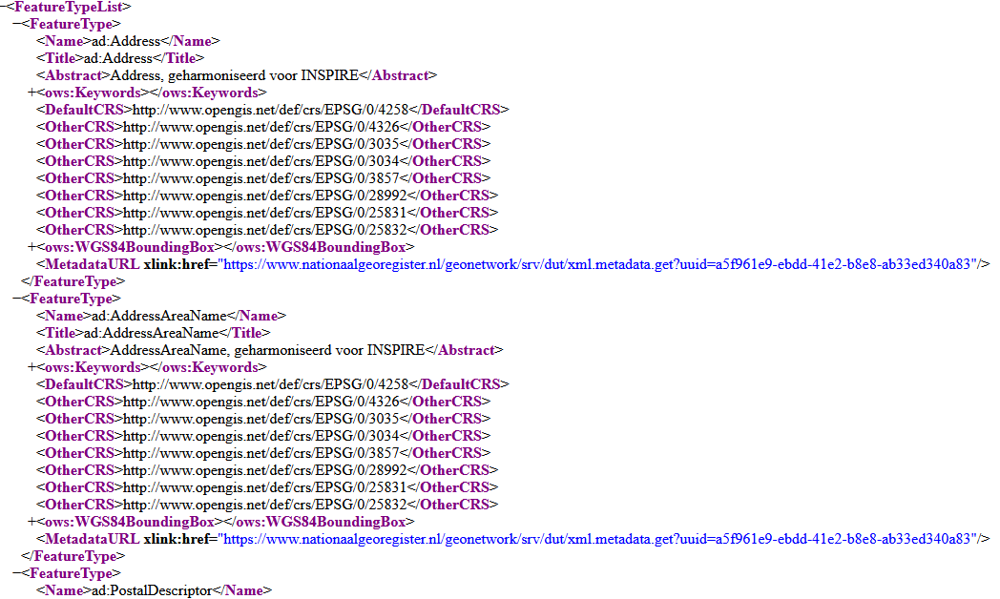 −<FeatureTypeList>
−<FeatureType>
<Name>ad:Address</Name>
<Title>ad:Address</Title>
<Abstract>Address, geharmoniseerd voor INSPIRE</Abstract>
+<ows:Keywords></ows:Keywords>
<DefaultCRS>http://www.opengis.net/def/crs/EPSG/0/4258</DefaultCRS>
<OtherCRS>http://www.opengis.net/def/crs/EPSG/0/4326</OtherCRS>
<OtherCRS>http://www.opengis.net/def/crs/EPSG/0/3035</OtherCRS>
<OtherCRS>http://www.opengis.net/def/crs/EPSG/0/3034</OtherCRS>
<OtherCRS>http://www.opengis.net/def/crs/EPSG/0/3857</OtherCRS>
<OtherCRS>http://www.opengis.net/def/crs/EPSG/0/28992</OtherCRS>
<OtherCRS>http://www.opengis.net/def/crs/EPSG/0/25831</OtherCRS>
<OtherCRS>http://www.opengis.net/def/crs/EPSG/0/25832</OtherCRS>
+<ows:WGS84BoundingBox></ows:WGS84BoundingBox>
<MetadataURL xlink:href="https://www.nationaalgeoregister.nl/geonetwork/srv/dut/xml.metadata.get?uuid=a5f961e9-ebdd-41e2-b8e8-ab33ed340a83"/>
</FeatureType>
−<FeatureType>
<Name>ad:AddressAreaName</Name>
<Title>ad:AddressAreaName</Title>
<Abstract>AddressAreaName, geharmoniseerd voor INSPIRE</Abstract>
+<ows:Keywords></ows:Keywords>
<DefaultCRS>http://www.opengis.net/def/crs/EPSG/0/4258</DefaultCRS>
<OtherCRS>http://www.opengis.net/def/crs/EPSG/0/4326</OtherCRS>
<OtherCRS>http://www.opengis.net/def/crs/EPSG/0/3035</OtherCRS>
<OtherCRS>http://www.opengis.net/def/crs/EPSG/0/3034</OtherCRS>
<OtherCRS>http://www.opengis.net/def/crs/EPSG/0/3857</OtherCRS>
<OtherCRS>http://www.opengis.net/def/crs/EPSG/0/28992</OtherCRS>
<OtherCRS>http://www.opengis.net/def/crs/EPSG/0/25831</OtherCRS>
<OtherCRS>http://www.opengis.net/def/crs/EPSG/0/25832</OtherCRS>
+<ows:WGS84BoundingBox></ows:WGS84BoundingBox>
<MetadataURL xlink:href="https://www.nationaalgeoregister.nl/geonetwork/srv/dut/xml.metadata.get?uuid=a5f961e9-ebdd-41e2-b8e8-ab33ed340a83"/>
</FeatureType>
−<FeatureType>
<Name>ad:PostalDescriptor</Name>